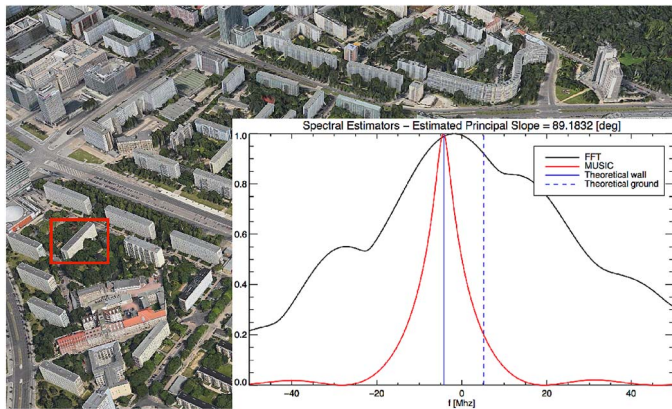 Spectral Estimators – Estimated Principal Slope = 89.1832 [deg]
1.0
0.8
0.6
0.4
0.2
0.0
FFT
MUSIC
Theoretical wall
Theoretical ground
−40
−20
0
20
40
f [Mhz]